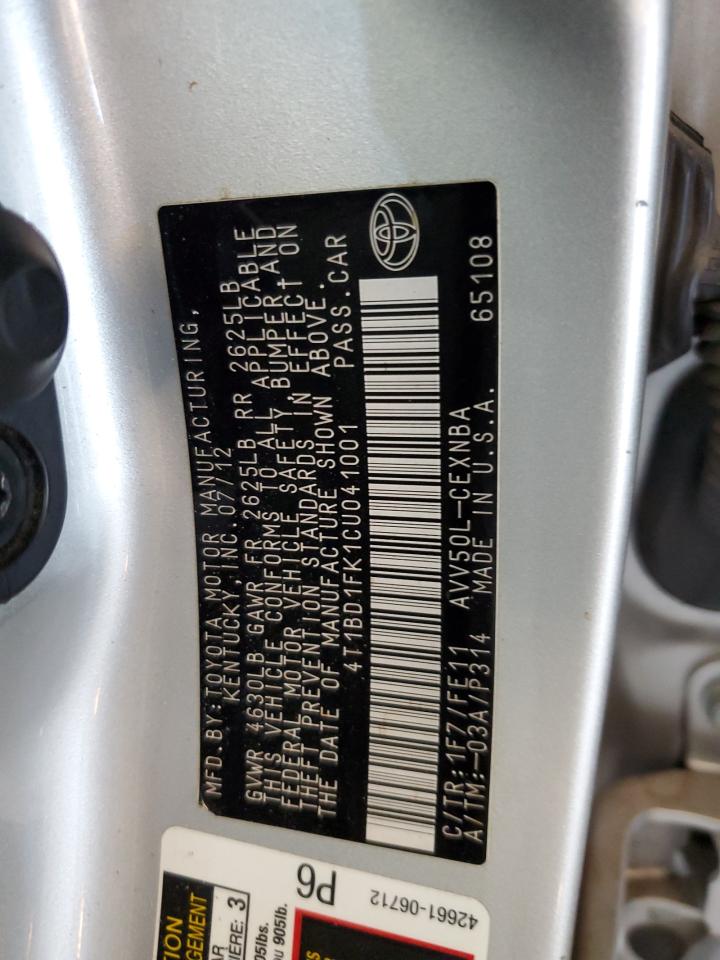 MFD. BY: TOYOTA MOTOR MANUFACTURING,
KENTUCKY, INC. 07/12
GVWR 4630LB GAWR FR 2625LB RR 2625LB
THIS VEHICLE CONFORMS TO ALL APPLICABLE
FEDERAL MOTOR VEHICLE SAFETY, BUMPER, AND
THEFT PREVENTION STANDARDS IN EFFECT ON
THE DATE OF MANUFACTURE SHOWN ABOVE.
4T1BD1FK1CU041001 PASS.CAR
C/TR:1F7/FE11 AVV50L-CEXNBA
A/TM:-03A/P314 MADE IN U.S.A. 65108
P6
42661-06712
GEMENT
3
905lb.